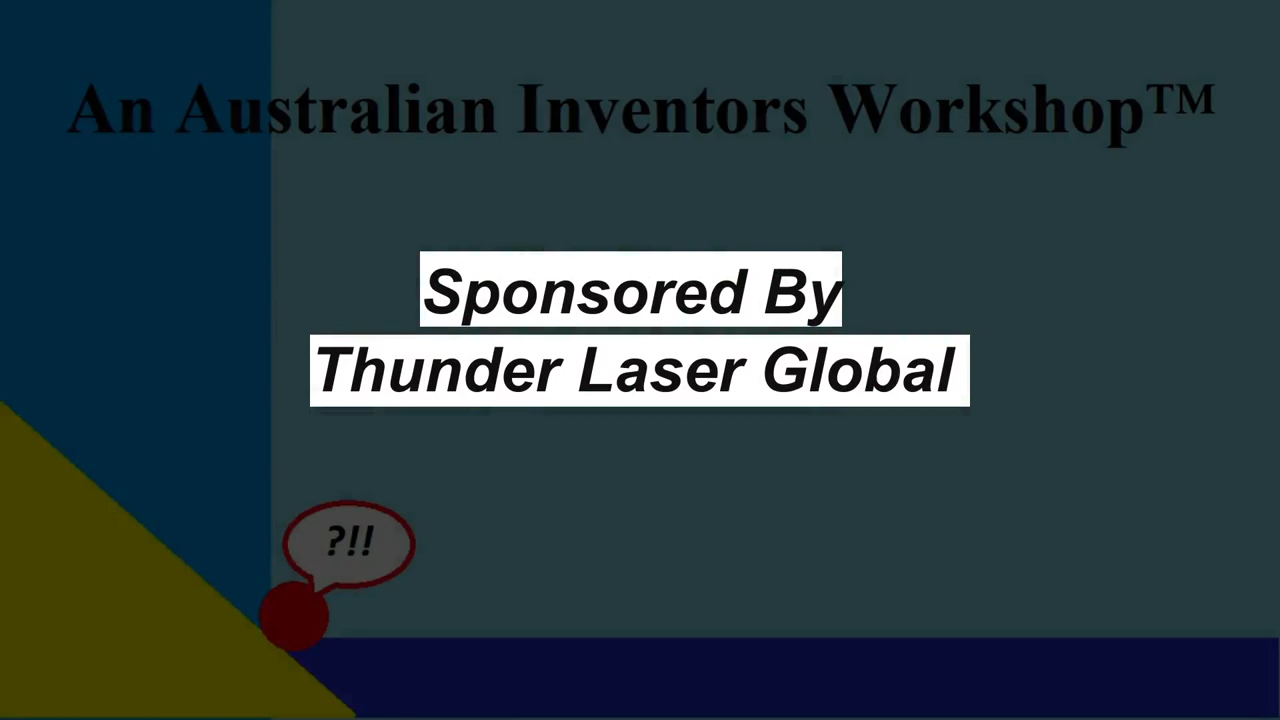 An Australian Inventors Workshop™
Sponsored By
Thunder Laser Global
?!!